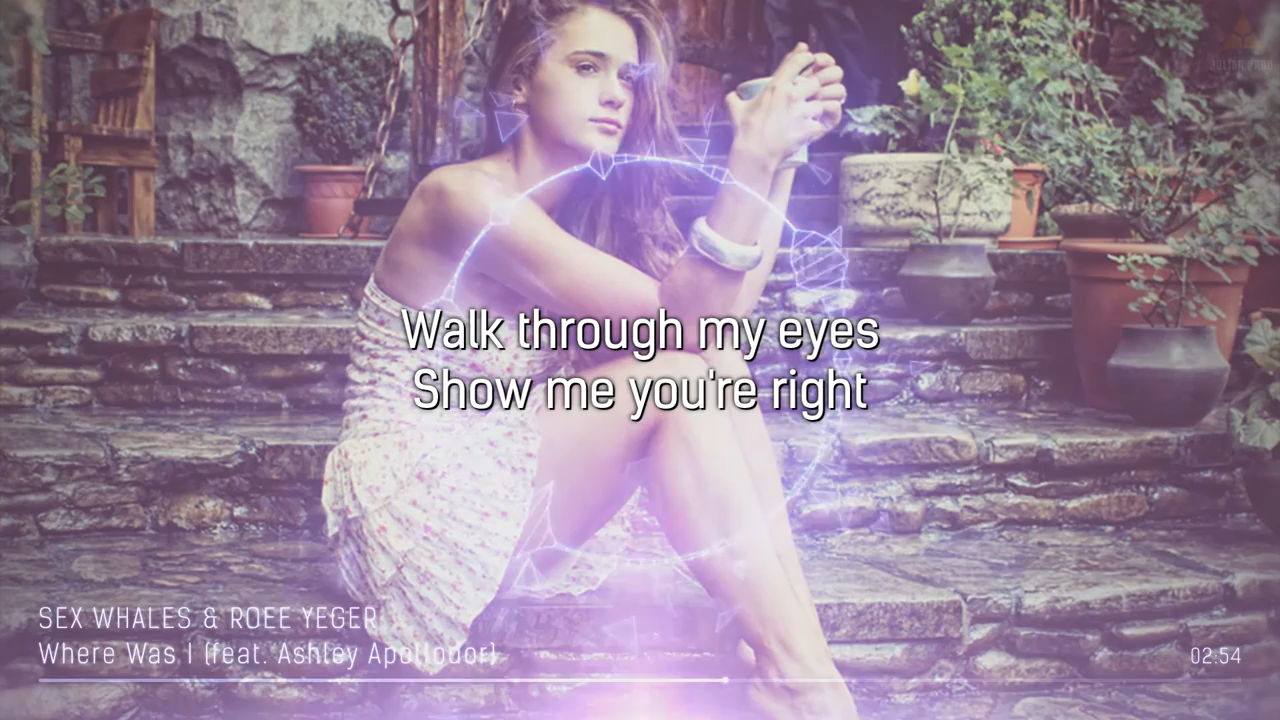 Walk through my eyes
Show me you're right
SEX WHALES & ROEE YEGER
Where Was I (feat. Ashley Apollodor)
02:54